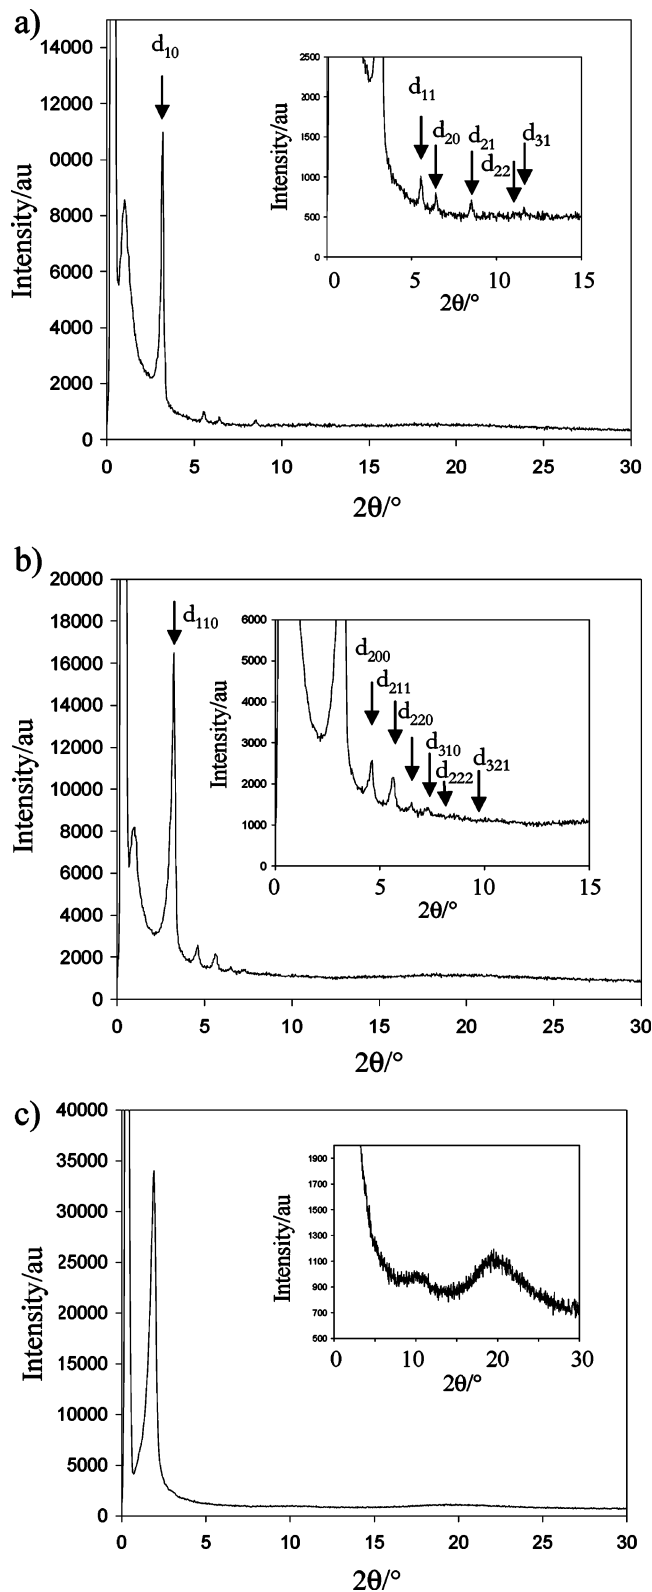 a)
14000
12000
0000
8000
6000
4000
2000
0
0 5 10 15 20 25 30
Intensity/au
2θ/°
d10
2500
2000
1500
1000
500
0
0 5 10 15
Intensity/au
2θ/°
d11
d20
d21
d22
d31
b)
20000
18000
16000
14000
12000
10000
8000
6000
4000
2000
0
0 5 10 15 20 25 30
Intensity/au
2θ/°
d110
6000
5000
4000
3000
2000
1000
0
0 5 10 15
Intensity/au
2θ/°
d200
d211
d220
d310
d222
d321
c)
40000
35000
30000
25000
20000
15000
10000
5000
0
0 5 10 15 20 25 30
Intensity/au
2θ/°
1900
1700
1500
1300
1100
900
700
500
0 10 20 30
Intensity/au
2θ/°